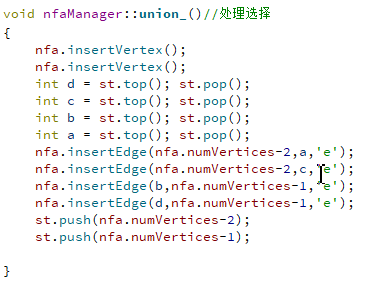 void nfaManager::union_()//处理选择
{
    nfa.insertVertex();
    nfa.insertVertex();
    int d = st.top(); st.pop();
    int c = st.top(); st.pop();
    int b = st.top(); st.pop();
    int a = st.top(); st.pop();
    nfa.insertEdge(nfa.numVertices-2,a,'e');
    nfa.insertEdge(nfa.numVertices-2,c,'e');
    nfa.insertEdge(b,nfa.numVertices-1,'e');
    nfa.insertEdge(d,nfa.numVertices-1,'e');
    st.push(nfa.numVertices-2);
    st.push(nfa.numVertices-1);
}